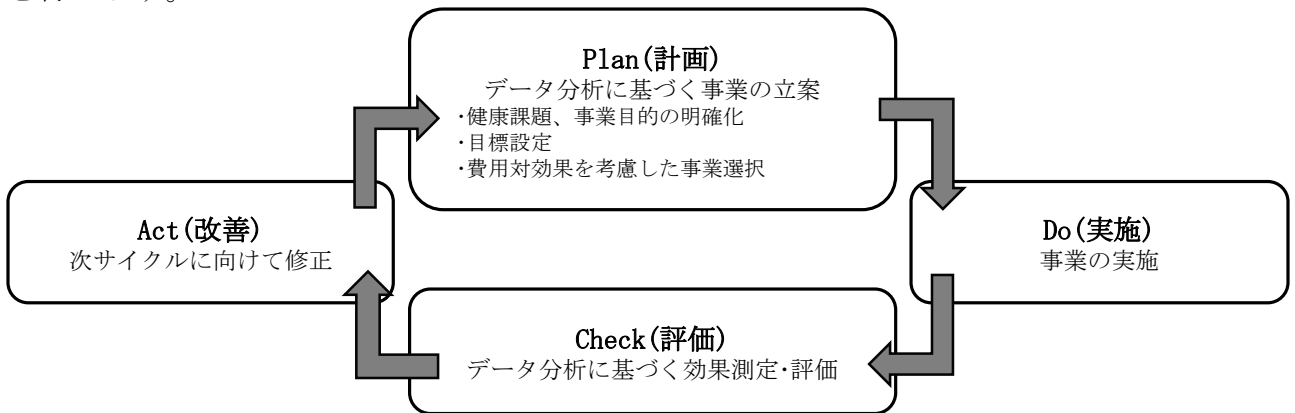 Plan(計画)
データ分析に基づく事業の立案
・健康課題、事業目的の明確化
・目標設定
・費用対効果を考慮した事業選択
Act(改善)
次サイクルに向けて修正
Do(実施)
事業の実施
Check(評価)
データ分析に基づく効果測定・評価